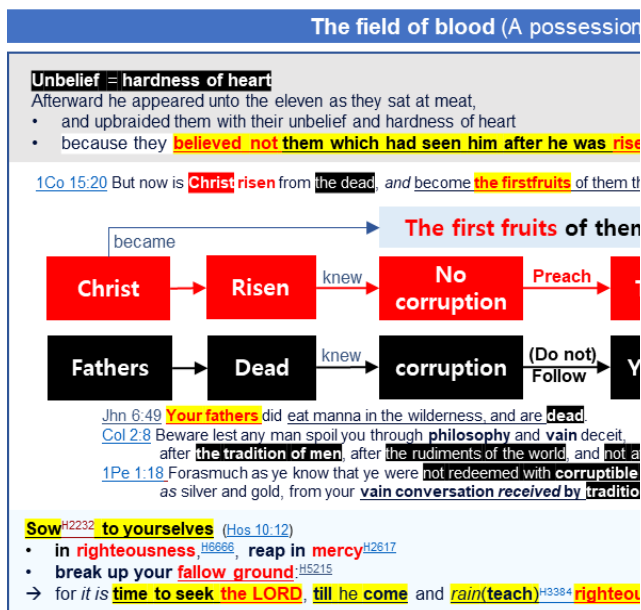 The field of blood (A possession
Unbelief = hardness of heart
Afterward he appeared unto the eleven as they sat at meat,
• and upbraided them with their unbelief and hardness of heart
• because they believed not them which had seen him after he was rise
1Co 15:20 But now is Christ risen from the dead, and become the firstfruits of them th
became
The first fruits of then
Christ
Risen
knew
No corruption
Preach
T
Fathers
Dead
knew
corruption
(Do not) Follow
Y
Jhn 6:49 Your fathers did eat manna in the wilderness, and are dead.
Col 2:8 Beware lest any man spoil you through philosophy and vain deceit,
after the tradition of men, after the rudiments of the world, and not a
1Pe 1:18 Forasmuch as ye know that ye were not redeemed with corruptible
as silver and gold, from your vain conversation received by tradition
Sow H2232 to yourselves (Hos 10:12)
• in righteousness, H6666, reap in mercy H2617
• break up your fallow ground: H5215
→ for it is time to seek the LORD, till he come and rain(teach) H3384 righteou